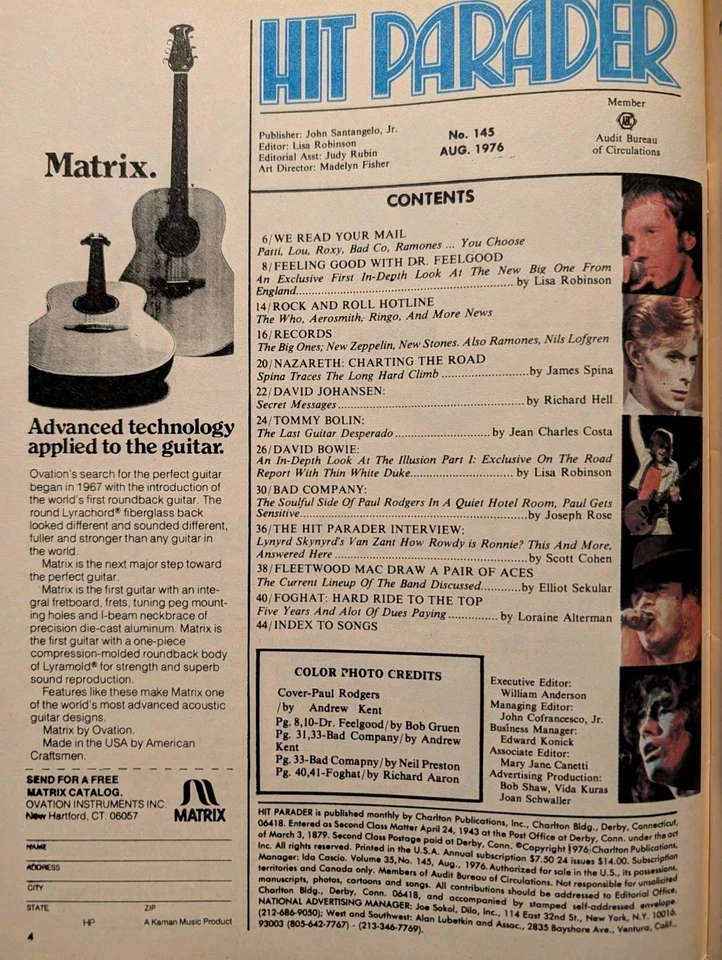 Matrix.
Advanced technology
applied to the guitar.
Ovation's search for the perfect guitar
began in 1967 with the introduction of
the world's first roundback guitar. The
round Lyrachord® fiberglass back
looked different and sounded different,
fuller and stronger than any guitar in
the world.
Matrix is the next major step toward
the perfect guitar.
Matrix is the first guitar with an inte-
gral fretboard, frets, tuning peg mount-
ing holes and I-beam neckbrace of
precision die-cast aluminum. Matrix is
the first guitar with a one-piece
compression-molded roundback body
of Lyramold® for strength and superb
sound reproduction.
Features like these make Matrix one
of the world's most advanced acoustic
guitar designs.
Matrix by Ovation.
Made in the USA by American
Craftsmen.
SEND FOR A FREE
MATRIX CATALOG.
OVATION INSTRUMENTS INC.
New Hartford, CT. 06057
MATRIX
NAME
ADDRESS
CITY
STATE ZIP
HP A Kaman Music Product
4
HIT PARADER
Publisher: John Santangelo, Jr.
Editor: Lisa Robinson
Editorial Asst: Judy Rubin
Art Director: Madelyn Fisher
No. 145
AUG. 1976
Member
ABC
Audit Bureau
of Circulations
CONTENTS
6/WE READ YOUR MAIL
Patti, Lou, Roxy, Bad Co, Ramones ... You Choose
8/FEELING GOOD WITH DR. FEELGOOD
An Exclusive First In-Depth Look At The New Big One From
England.......................................................by Lisa Robinson
14/ROCK AND ROLL HOTLINE
The Who, Aerosmith, Ringo, And More News
16/RECORDS
The Big Ones; New Zeppelin, New Stones. Also Ramones, Nils Lofgren
20/NAZARETH: CHARTING THE ROAD
Spina Traces The Long Hard Climb ......................by James Spina
22/DAVID JOHANSEN:
Secret Messages................................................by Richard Hell
24/TOMMY BOLIN:
The Last Guitar Desperado ............................by Jean Charles Costa
26/DAVID BOWIE:
An In-Depth Look At The Illusion Part I: Exclusive On The Road
Report With Thin White Duke..........................by Lisa Robinson
30/BAD COMPANY:
The Soulful Side Of Paul Rodgers In A Quiet Hotel Room, Paul Gets
Sensitive..........................................................by Joseph Rose
36/THE HIT PARADER INTERVIEW:
Lynyrd Skynyrd's Van Zant How Rowdy is Ronnie? This And More,
Answered Here ..................................................by Scott Cohen
38/FLEETWOOD MAC DRAW A PAIR OF ACES
The Current Lineup Of The Band Discussed..........by Elliot Sekular
40/FOGHAT: HARD RIDE TO THE TOP
Five Years And Alot Of Dues Paying .............by Loraine Alterman
44/INDEX TO SONGS
COLOR PHOTO CREDITS
Cover-Paul Rodgers
/by Andrew Kent
Pg. 8,10-Dr. Feelgood/by Bob Gruen
Pg. 31,33-Bad Company/by Andrew
Kent
Pg. 33-Bad Comapny/by Neil Preston
Pg. 40,41-Foghat/by Richard Aaron
Executive Editor:
William Anderson
Managing Editor:
John Cofrancesco, Jr.
Business Manager:
Edward Konick
Associate Editor:
Mary Jane Canetti
Advertising Production:
Bob Shaw, Vida Kuras
Joan Schwaller
HIT PARADER is published monthly by Charlton Publications, Inc., Charlton Bldg., Derby, Connecticut,
06418. Entered as Second Class Matter April 24, 1943 at the Post Office at Derby, Conn. under the act
of March 3, 1879. Second Class Postage paid at Derby, Conn. ©Copyright 1976 Charlton Publications,
Inc. All rights reserved. Printed in the U.S.A. Annual subscription $7.50 24 issues $14.00. Subscription
Manager: Ida Cascio. Volume 35, No. 145, Aug., 1976. Authorized for sale in the U.S., its possessions,
territories and Canada only. Members of Audit Bureau of Circulations. Not responsible for unsolicited
manuscripts, photos, cartoons and songs. All contributions should be addressed to Editorial Office,
Charlton Bldg., Derby, Conn. 06418, and accompanied by stamped self-addressed envelope.
NATIONAL ADVERTISING MANAGER: Joe Sokol, Dilo, Inc., 114 East 32nd St., New York, N.Y. 10016.
(212-686-9050); West and Southwest: Alan Lubetkin and Assoc., 2835 Bayshore Ave., Ventura, Calif.,
93003 (805-642-7767) - (213-346-7769).